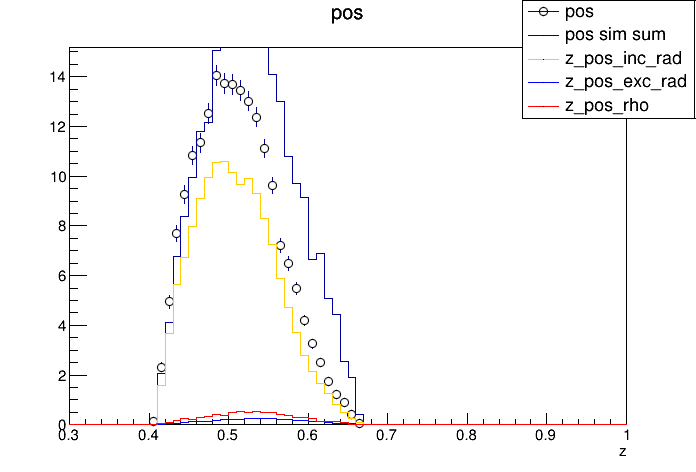 pos
pos
pos sim sum
z_pos_inc_rad
z_pos_exc_rad
z_pos_rho
14
12
10
8
6
4
2
0
0.3 0.4 0.5 0.6 0.7 0.8 0.9 1
z